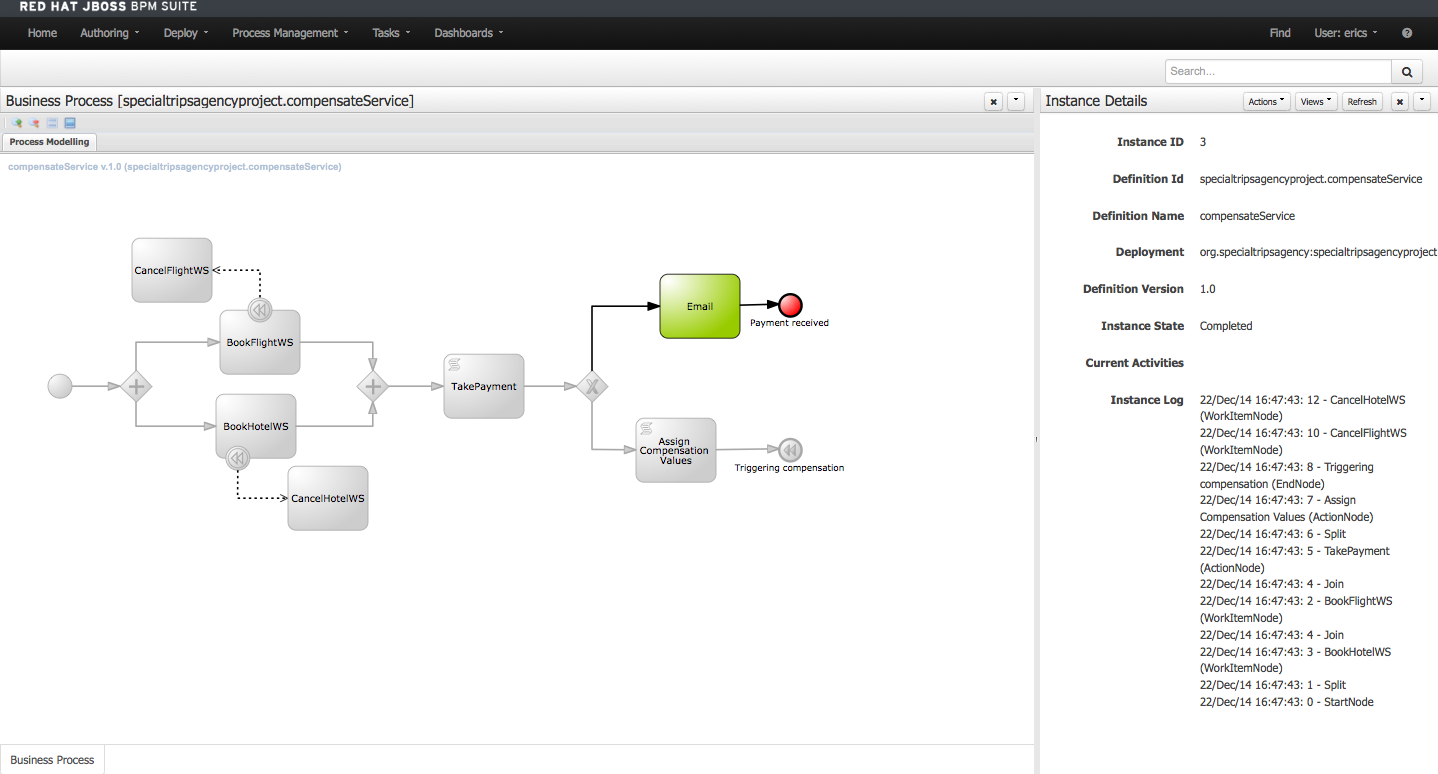 RED HAT JBOSS BPM SUITE
Home Authoring Deploy Process Management Tasks Dashboards Find User: erics ?
Search...
Business Process [specialtripsagencyproject.compensateService]
Process Modelling
compensateService v.1.0 (specialtripsagencyproject.compensateService)
CancelFlightWS
BookFlightWS
BookHotelWS
CancelHotelWS
TakePayment
Email
Payment received
Assign
Compensation
Values
Triggering compensation
Business Process
Instance Details Actions Views Refresh
Instance ID 3
Definition Id specialtripsagencyproject.compensateService
Definition Name compensateService
Deployment org.specialtripsagency:specialtripsagencyproject
Definition Version 1.0
Instance State Completed
Current Activities
Instance Log 22/Dec/14 16:47:43: 12 - CancelHotelWS
(WorkItemNode)
22/Dec/14 16:47:43: 10 - CancelFlightWS
(WorkItemNode)
22/Dec/14 16:47:43: 8 - Triggering
compensation (EndNode)
22/Dec/14 16:47:43: 7 - Assign
Compensation Values (ActionNode)
22/Dec/14 16:47:43: 6 - Split
22/Dec/14 16:47:43: 5 - TakePayment
(ActionNode)
22/Dec/14 16:47:43: 4 - Join
22/Dec/14 16:47:43: 2 - BookFlightWS
(WorkItemNode)
22/Dec/14 16:47:43: 4 - Join
22/Dec/14 16:47:43: 3 - BookHotelWS
(WorkItemNode)
22/Dec/14 16:47:43: 1 - Split
22/Dec/14 16:47:43: 0 - StartNode